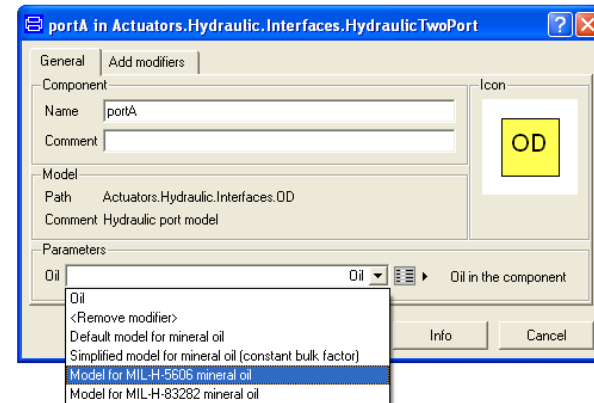 portA in Actuators.Hydraulic.Interfaces.HydraulicTwoPort
General Add modifiers
Component
Icon
Name portA
Comment
OD
Model
Path Actuators.Hydraulic.Interfaces.OD
Comment Hydraulic port model
Parameters
Oil Oil Oil in the component
Oil
<Remove modifier>
Default model for mineral oil
Info Cancel
Simplified model for mineral oil (constant bulk factor)
Model for MIL-H-5606 mineral oil
Model for MIL-H-83282 mineral oil